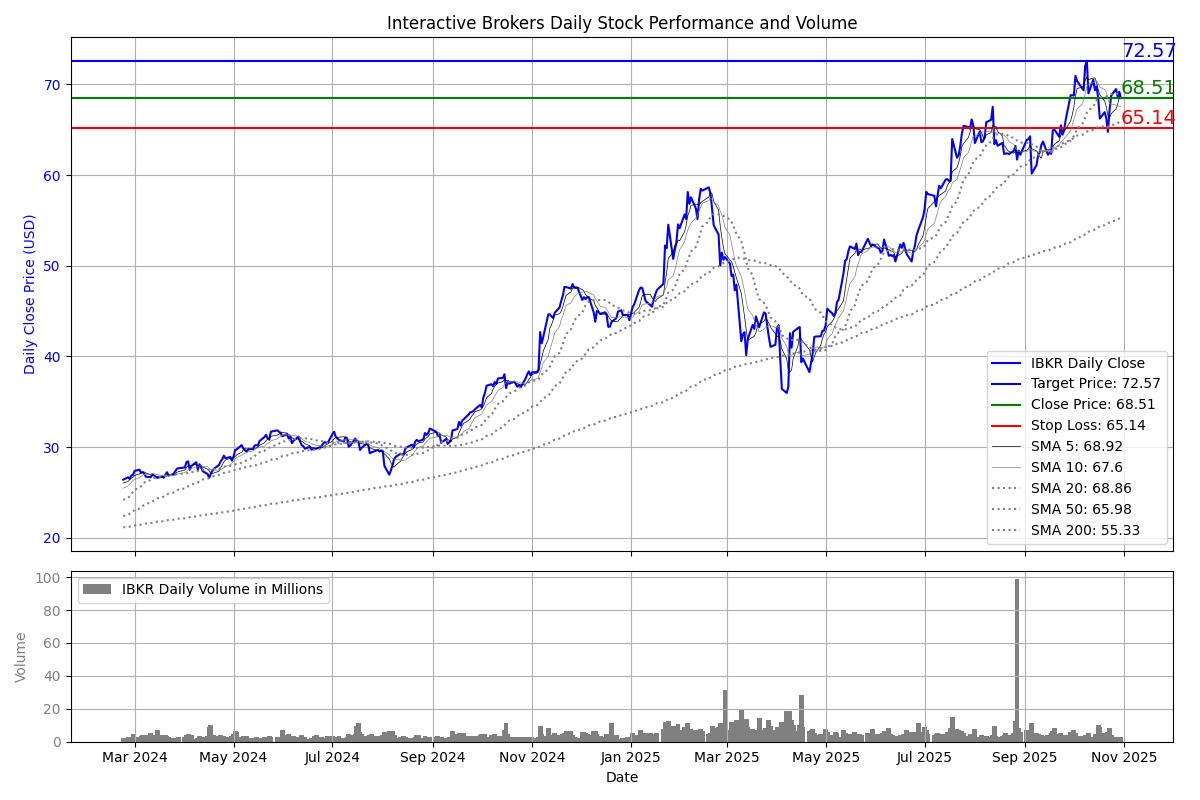 Interactive Brokers Daily Stock Performance and Volume
72.57
68.51
65.14
70
60
50
40
30
20
Daily Close Price (USD)
IBKR Daily Close
Target Price: 72.57
Close Price: 68.51
Stop Loss: 65.14
SMA 5: 68.92
SMA 10: 67.6
SMA 20: 68.86
SMA 50: 65.98
SMA 200: 55.33
100
80
60
40
20
0
Volume
IBKR Daily Volume in Millions
Mar 2024 May 2024 Jul 2024 Sep 2024 Nov 2024 Jan 2025 Mar 2025 May 2025 Jul 2025 Sep 2025 Nov 2025
Date